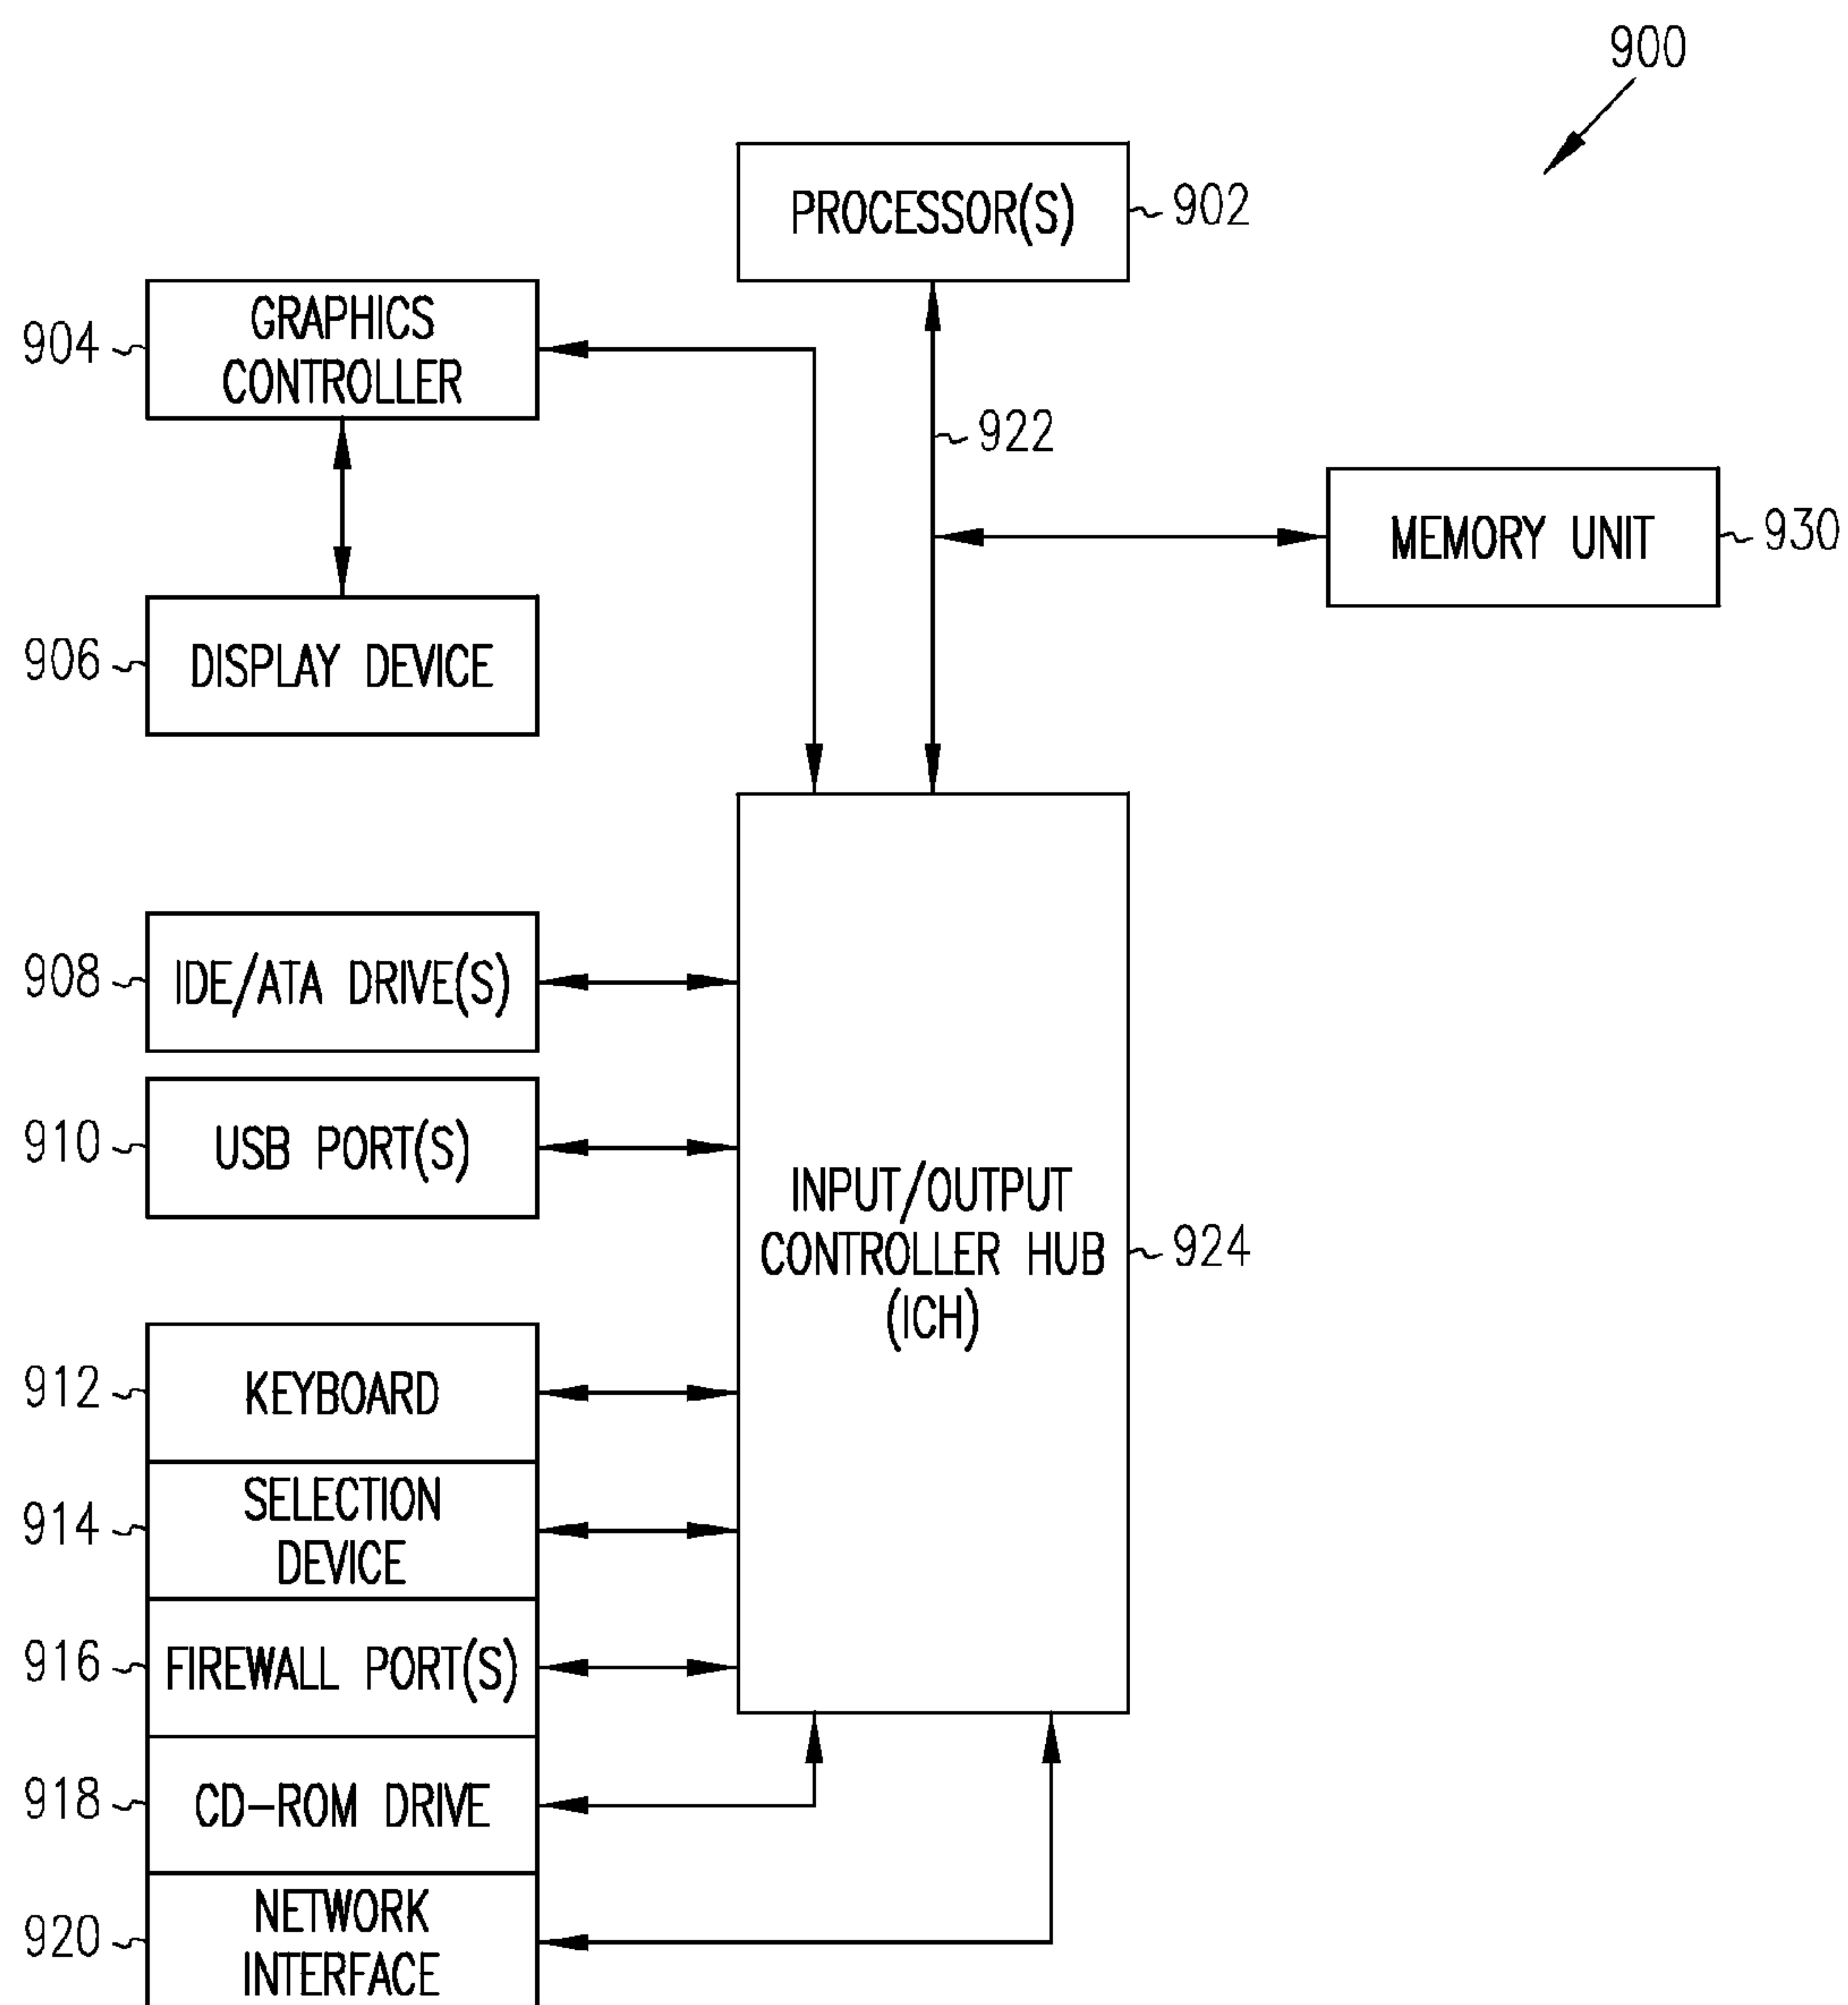 900
PROCESSOR(S)
902
GRAPHICS
CONTROLLER
904
922
MEMORY UNIT
930
DISPLAY DEVICE
906
IDE/ATA DRIVE(S)
908
USB PORT(S)
910
INPUT/OUTPUT
CONTROLLER HUB
(ICH)
924
KEYBOARD
912
SELECTION
DEVICE
914
FIREWALL PORT(S)
916
CD-ROM DRIVE
918
NETWORK
INTERFACE
920